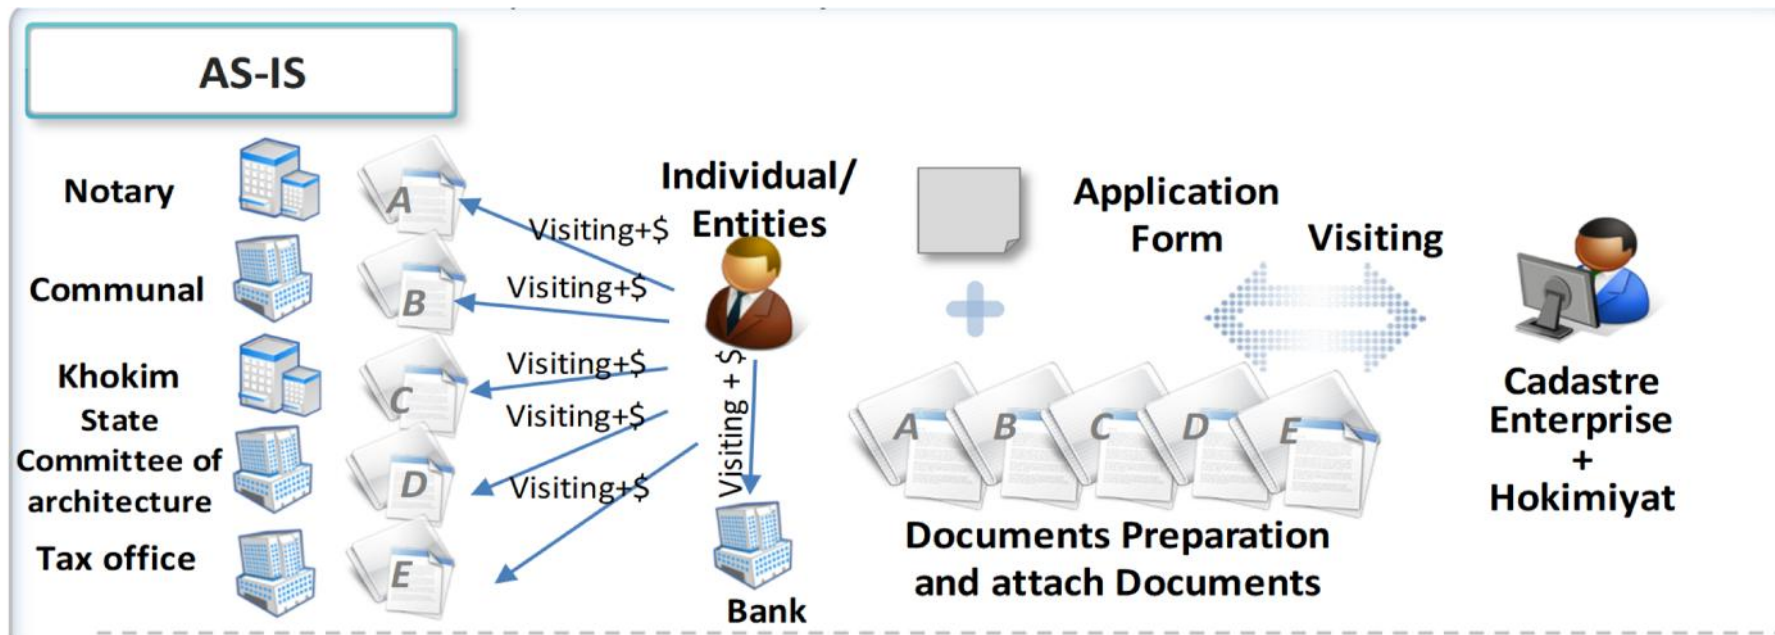 AS-IS
Notary
Communal
Khokim
State
Committee of
architecture
Tax office
A
B
C
D
E
Visiting+$
Visiting+$
Visiting+$
Visiting+$
Visiting+$
Individual/
Entities
Visiting + $
Bank
Application
Form
A
B
C
D
E
Documents Preparation
and attach Documents
Visiting
Cadastre
Enterprise
+
Hokimiyat